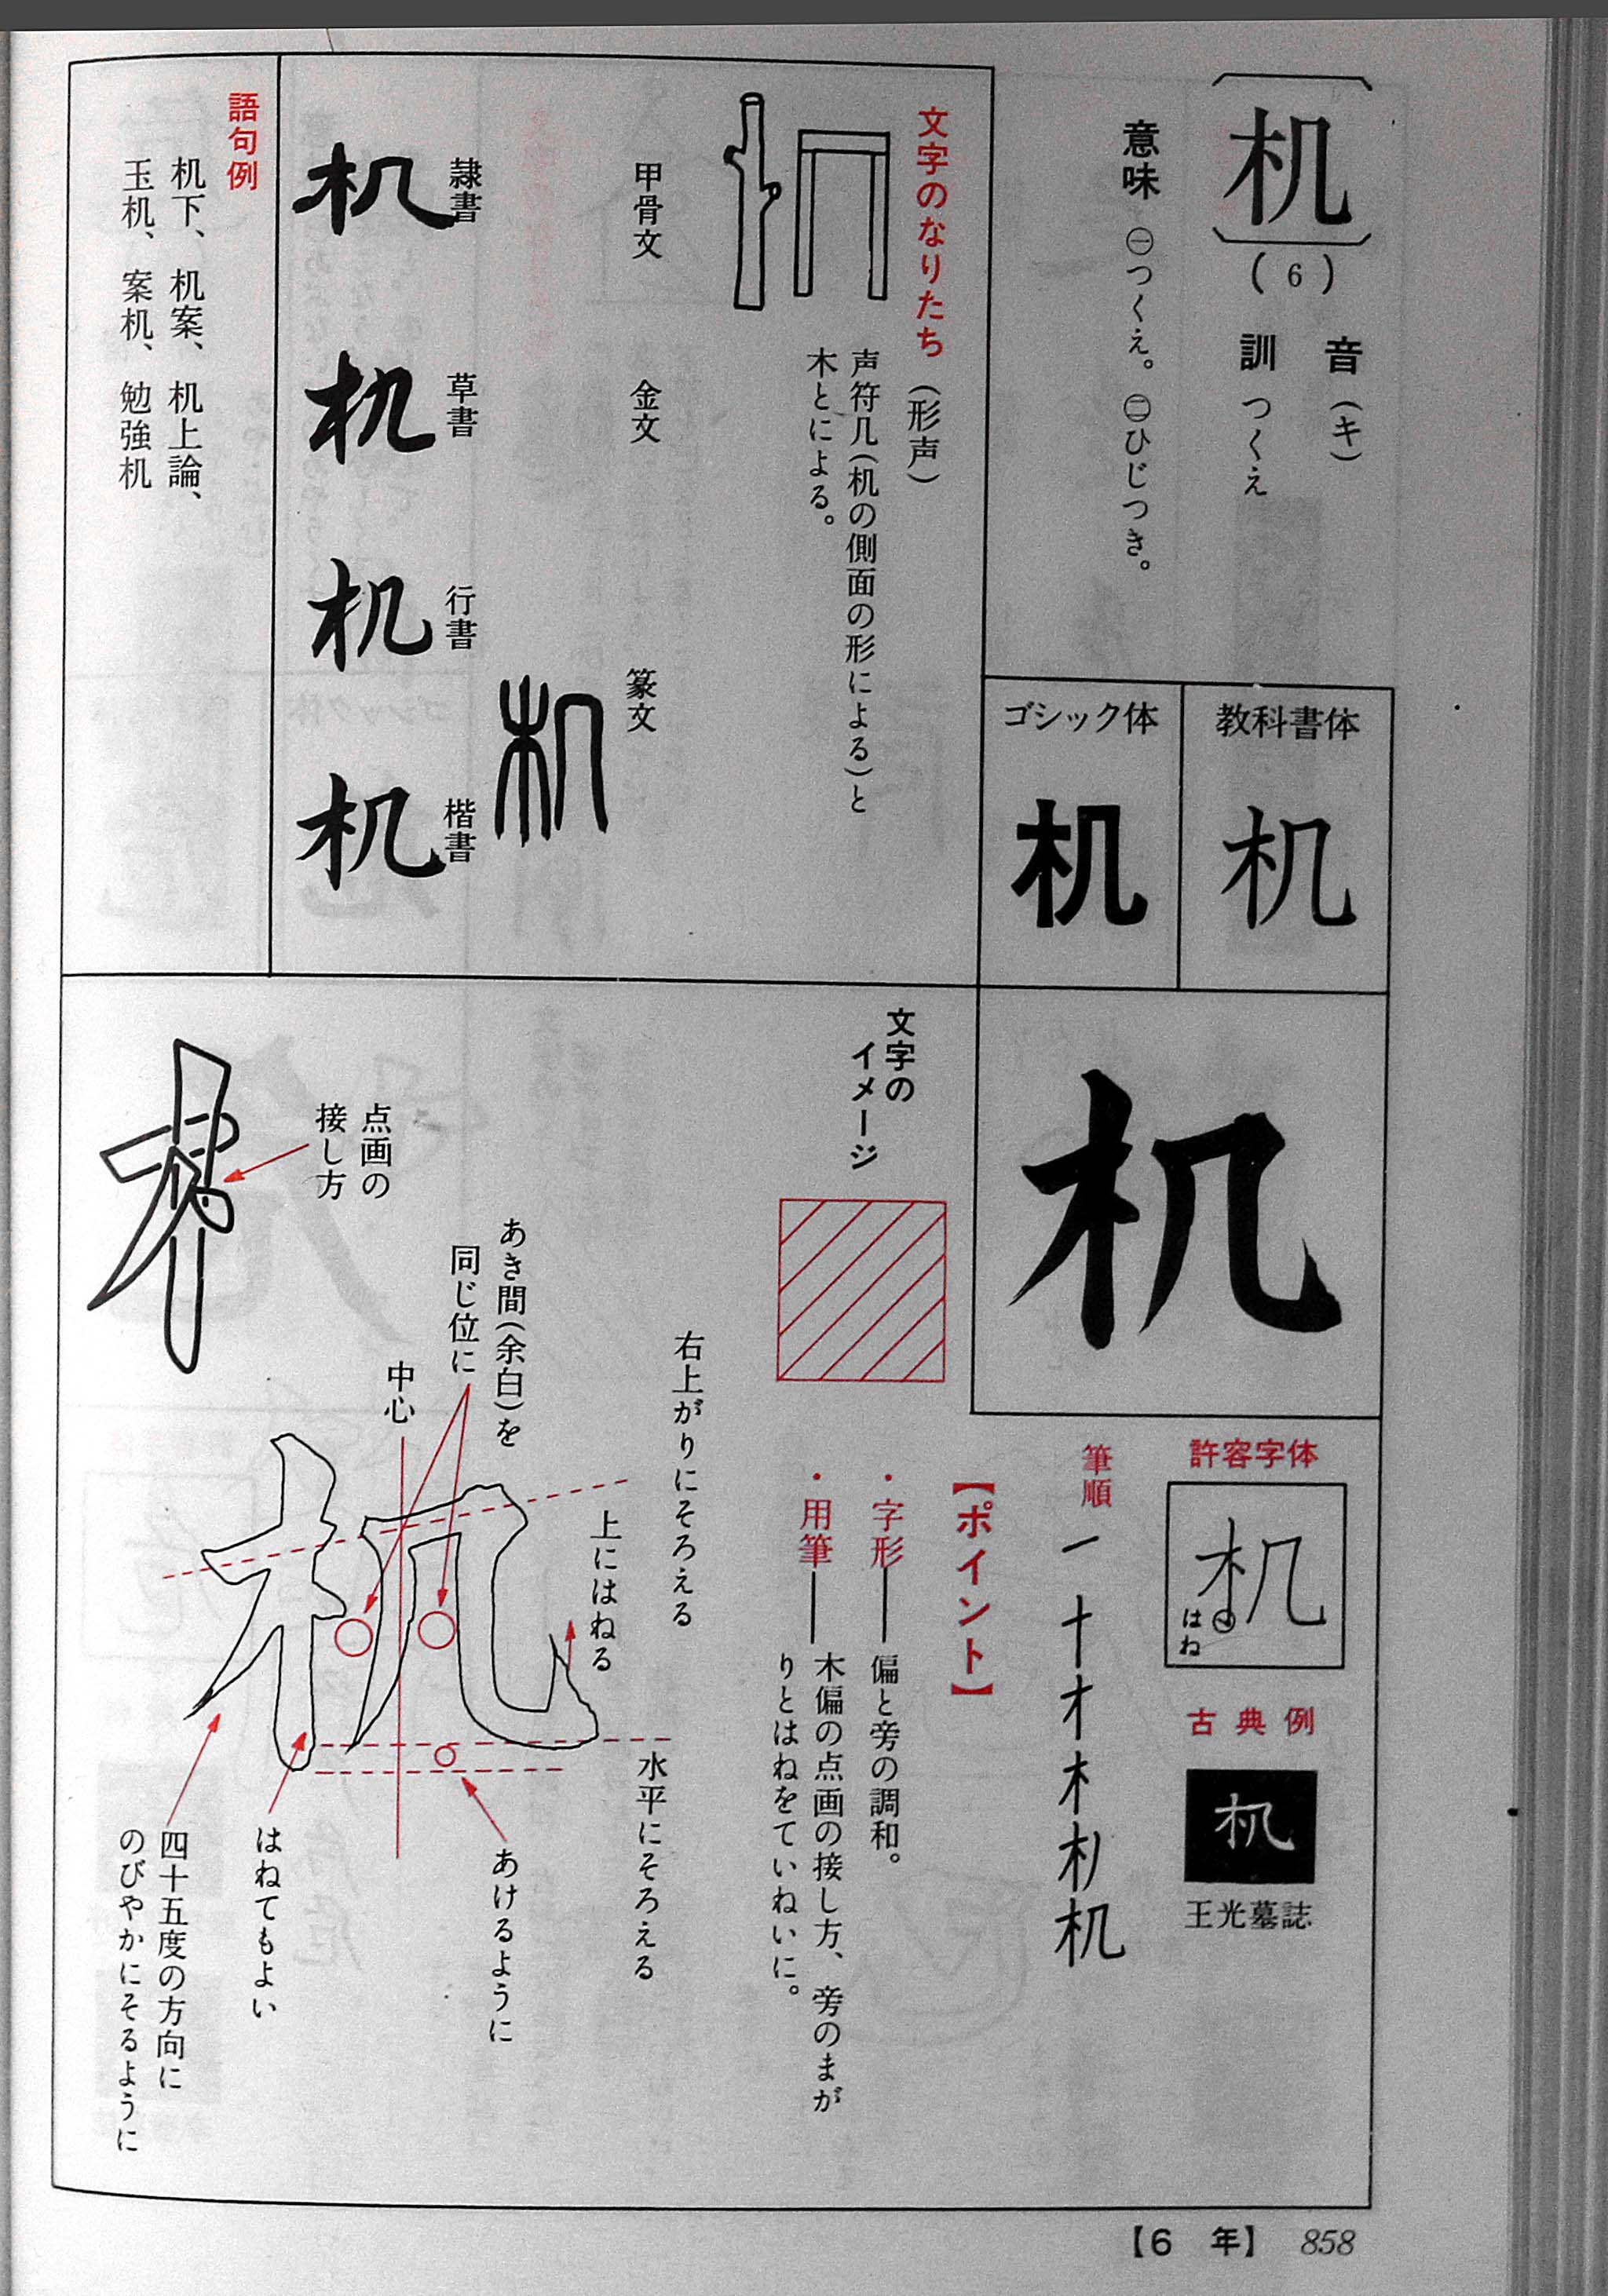 机
(6)
音(キ)
訓 つくえ
意味 ㊀つくえ。㊁ひじつき。
教科書体
机
ゴシック体
机
文字のなりたち(形声)
声符几(机の側面の形による)と
木とによる。
甲骨文
金文
篆文
机
隷書
机
草書
机
行書
机
楷書
机
語句例
机下、机案、机上論、
玉机、案机、勉強机
机
許容字体
机
はね
古典例
机
王光墓誌
筆順
一 十 才 木 机
【ポイント】
・字形―偏と旁の調和。
・用筆―木偏の点画の接し方、旁のまが
りとはねをていねいに。
文字の
イメージ
右上がりにそろえる
上にはねる
水平にそろえる
あき間(余白)を
同じ位に
中心
あけるように
点画の
接し方
はねてもよい
四十五度の方向に
のびやかにそるように
【6年】 858